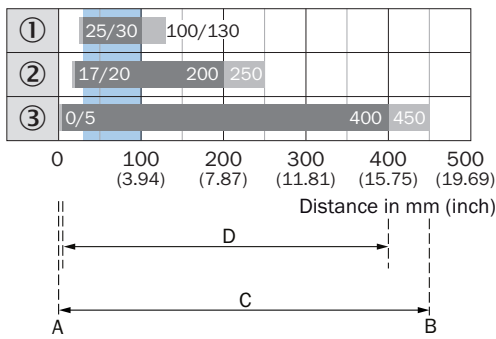 ① 25/30 100/130
② 17/20 200 250
③ 0/5 400 450
0 100 200 300 400 500
(3.94) (7.87) (11.81) (15.75) (19.69)
Distance in mm (inch)
D
C
A B